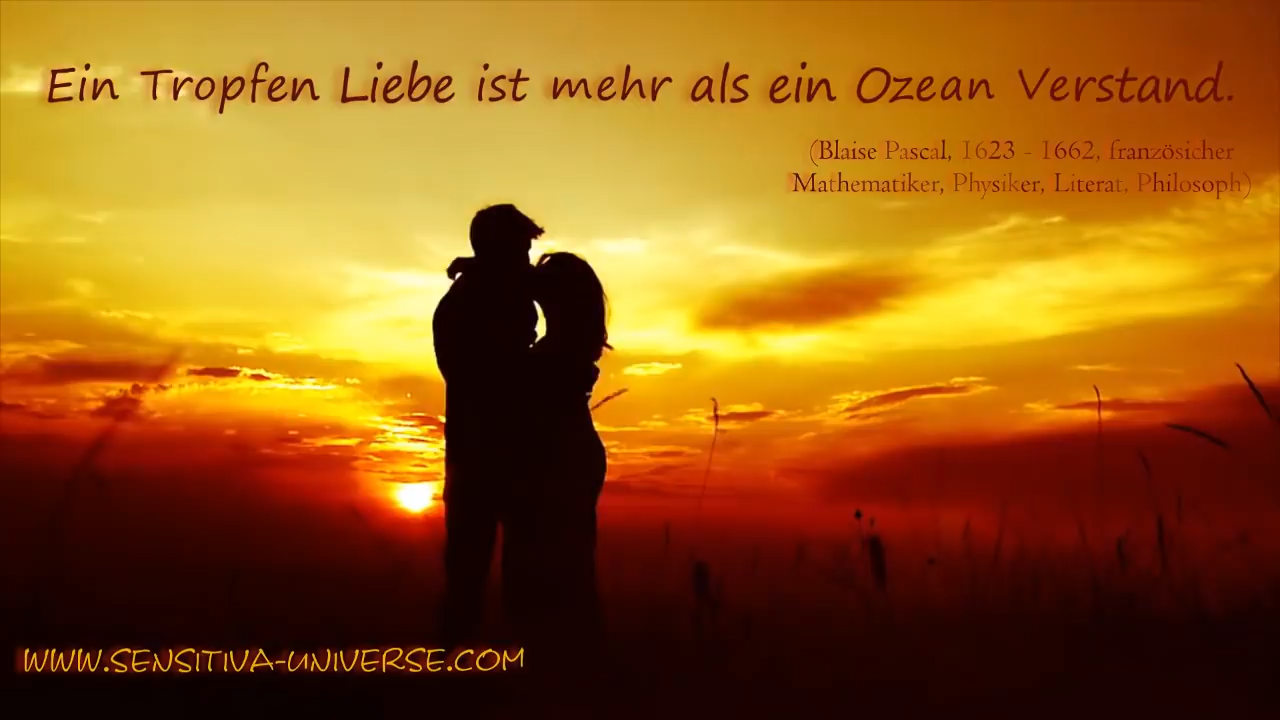 Ein Tropfen Liebe ist mehr als ein Ozean Verstand.
(Blaise Pascal, 1623 - 1662, französicher
Mathematiker, Physiker, Literat. Philosoph)
WWW.SENSITIVA-UNIVERSE.COM